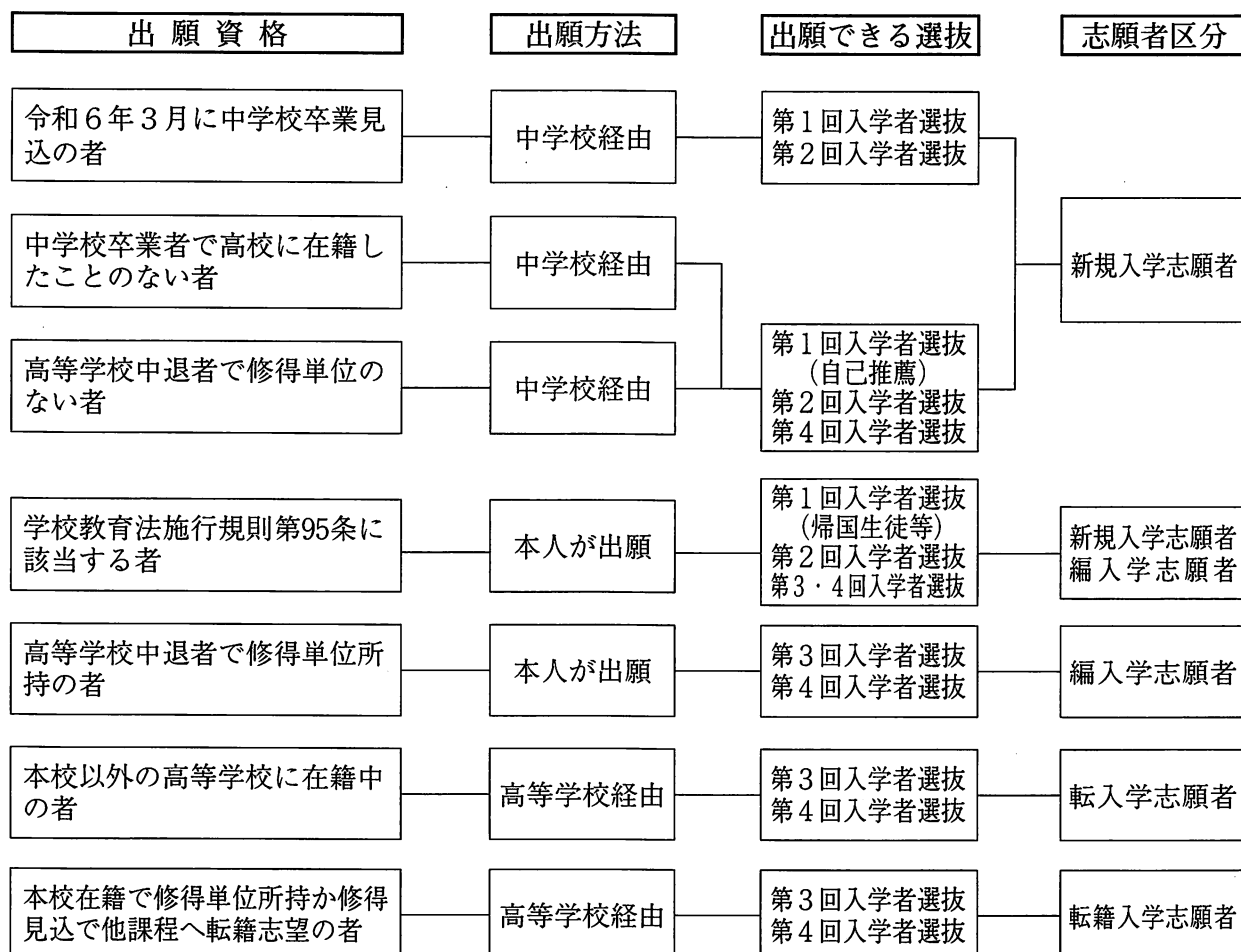 出願資格
出願方法
出願できる選抜
志願者区分
令和6年3月に中学校卒業見
込の者
中学校経由
第1回入学者選抜
第2回入学者選抜
中学校卒業者で高校に在籍し
たことのない者
中学校経由
新規入学志願者
高等学校中退者で修得単位の
ない者
中学校経由
第1回入学者選抜
(自己推薦)
第2回入学者選抜
第4回入学者選抜
学校教育法施行規則第95条に
該当する者
本人が出願
第1回入学者選抜
(帰国生徒等)
第2回入学者選抜
第3・4回入学者選抜
新規入学志願者
編入学志願者
高等学校中退者で修得単位所
持の者
本人が出願
第3回入学者選抜
第4回入学者選抜
編入学志願者
本校以外の高等学校に在籍中
の者
高等学校経由
第3回入学者選抜
第4回入学者選抜
転入学志願者
本校在籍で修得単位所持か修得
見込で他課程へ転籍志望の者
高等学校経由
第3回入学者選抜
第4回入学者選抜
転籍入学志願者